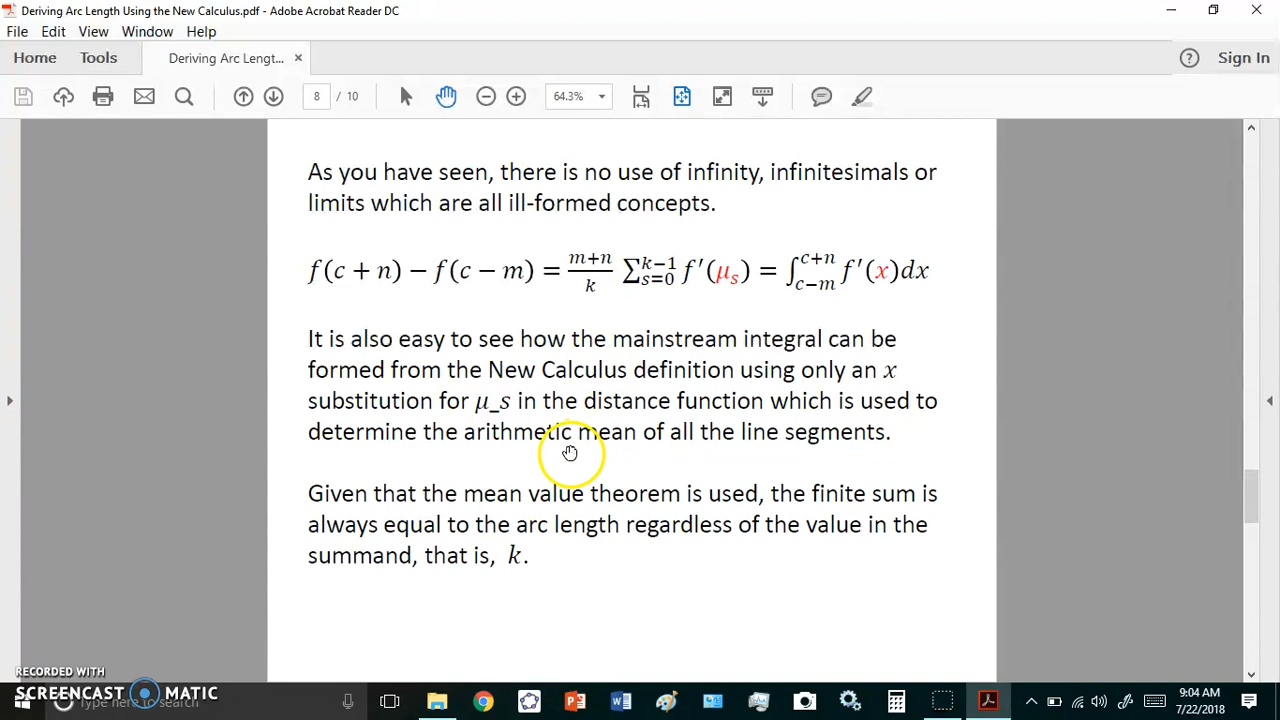 Deriving Arc Length Using the New Calculus.pdf - Adobe Acrobat Reader DC
File Edit View Window Help
Home Tools Deriving Arc Lengt... × ? Sign In
8 / 10 64.3%
As you have seen, there is no use of infinity, infinitesimals or
limits which are all ill-formed concepts.
f(c + n) − f(c − m) = \frac{m+n}{k} ∑_{s=0}^{k−1} f′(μ_s) = ∫_{c−m}^{c+n} f′(x)dx
It is also easy to see how the mainstream integral can be
formed from the New Calculus definition using only an x
substitution for μ_s in the distance function which is used to
determine the arithmetic mean of all the line segments.
Given that the mean value theorem is used, the finite sum is
always equal to the arc length regardless of the value in the
summand, that is, k.
RECORDED WITH
SCREENCAST MATIC
Type here to search
9:04 AM
7/22/2018